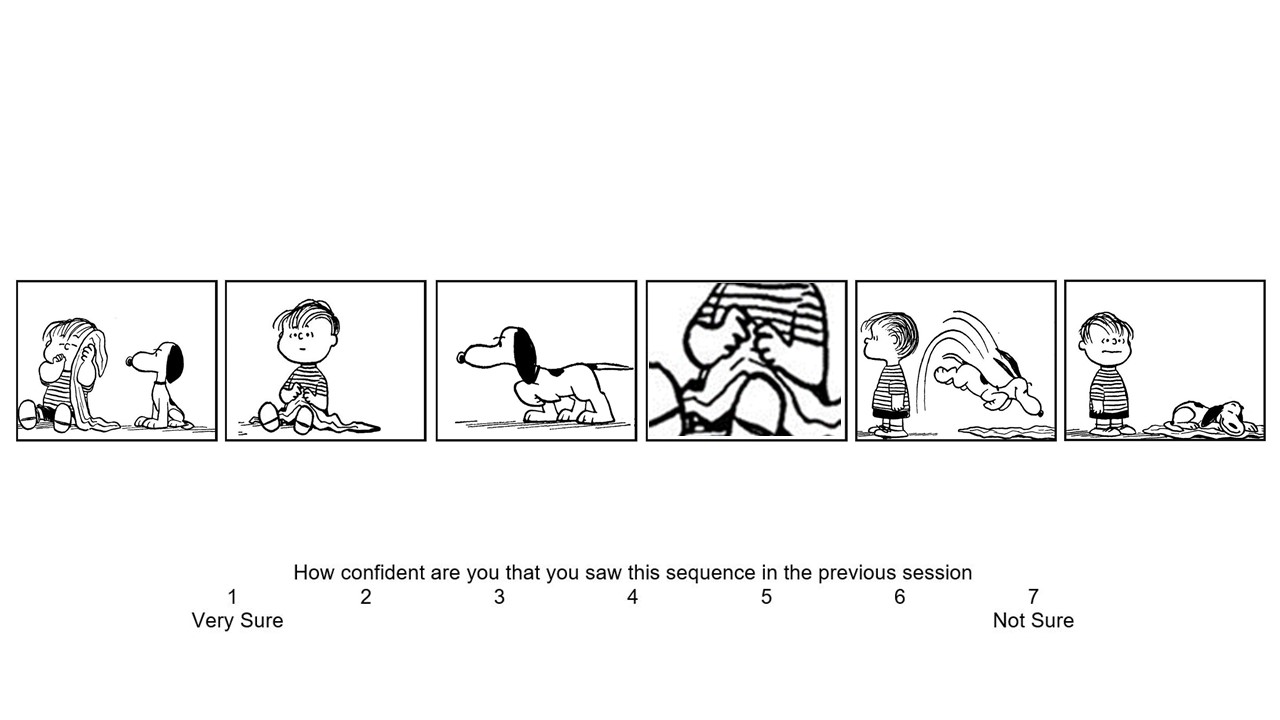 How confident are you that you saw this sequence in the previous session
1 2 3 4 5 6 7
Very Sure Not Sure